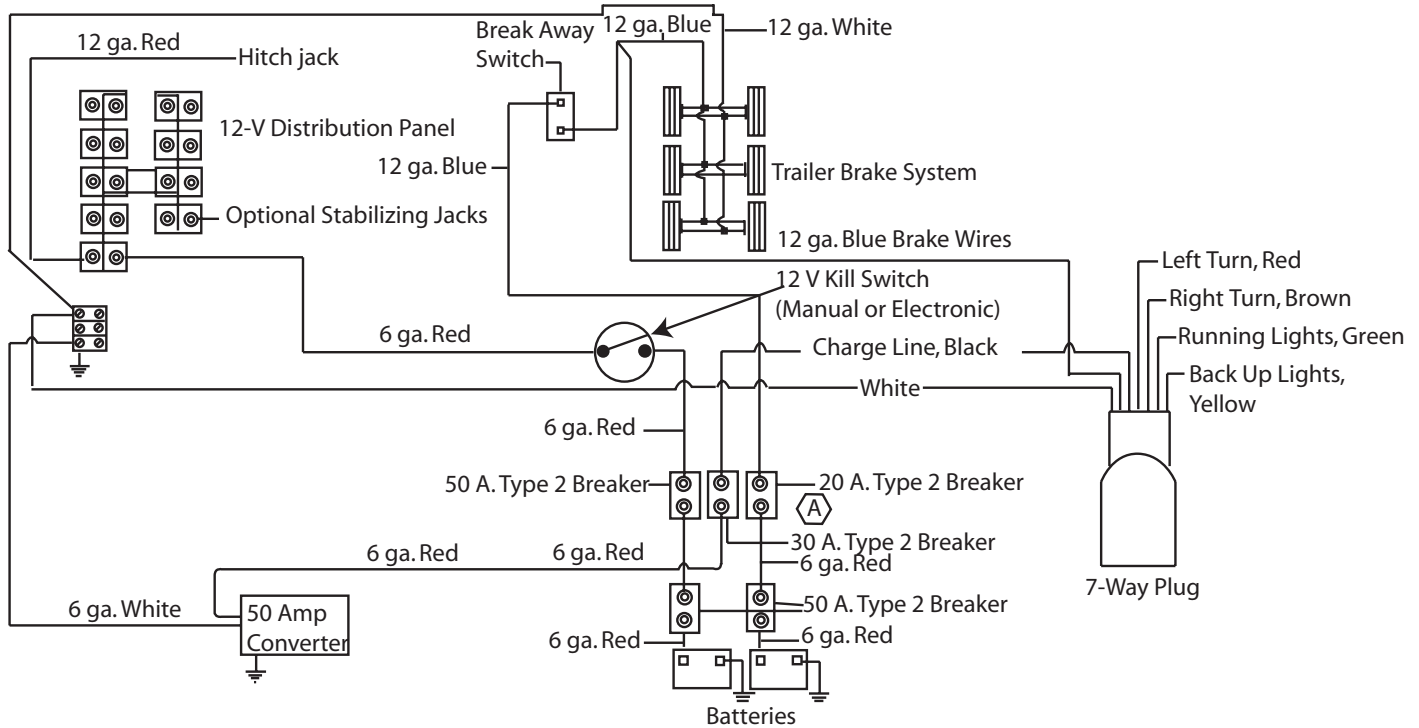 Break Away
Switch
12 ga. Blue
12 ga. White
12 ga. Red
Hitch jack
12-V Distribution Panel
12 ga. Blue
Trailer Brake System
Optional Stabilizing Jacks
12 ga. Blue Brake Wires
Left Turn, Red
12 V Kill Switch
(Manual or Electronic)
Right Turn, Brown
6 ga. Red
Charge Line, Black
Running Lights, Green
White
Back Up Lights,
Yellow
6 ga. Red
50 A. Type 2 Breaker
20 A. Type 2 Breaker
A
30 A. Type 2 Breaker
6 ga. Red
6 ga. Red
6 ga. Red
7-Way Plug
6 ga. White
50 Amp
Converter
50 A. Type 2 Breaker
6 ga. Red
6 ga. Red
Batteries